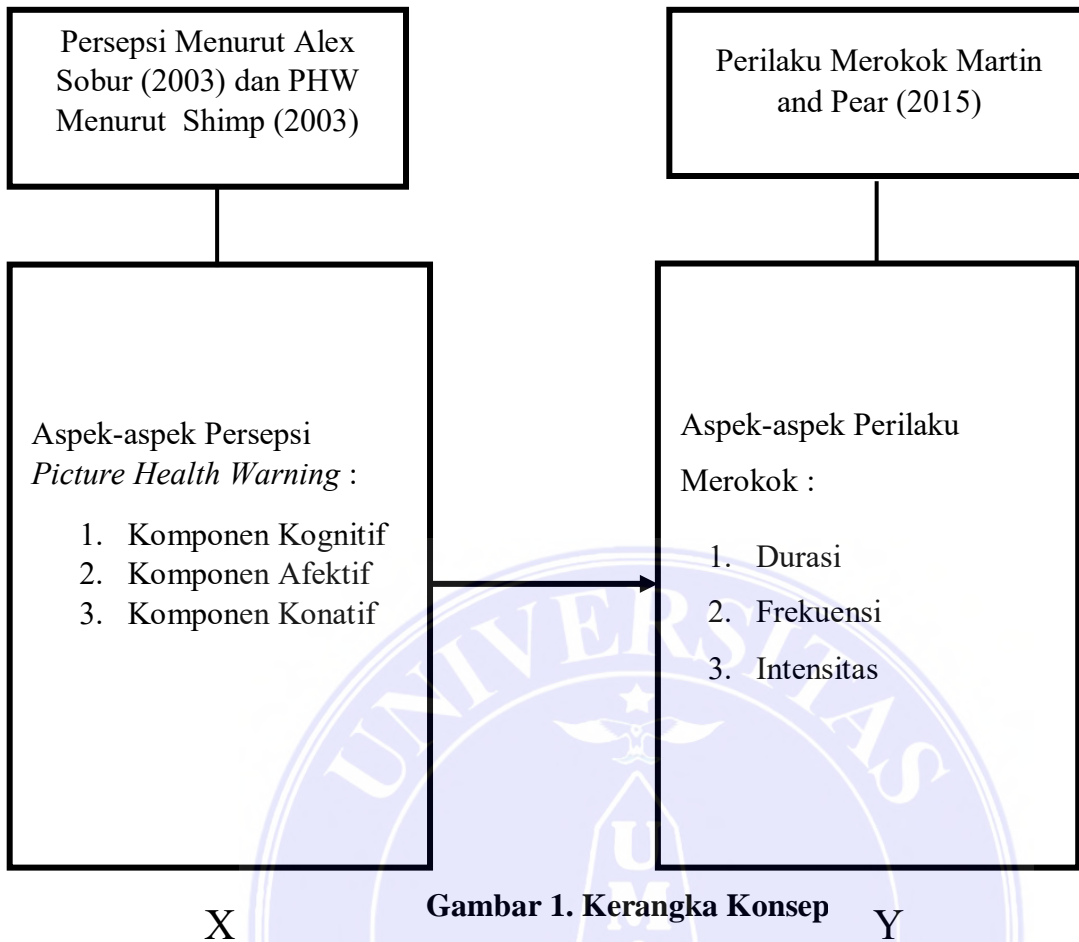 Persepsi Menurut Alex
Sobur (2003) dan PHW
Menurut Shimp (2003)
Perilaku Merokok Martin
and Pear (2015)
Aspek-aspek Persepsi
Picture Health Warning :
1. Komponen Kognitif
2. Komponen Afektif
3. Komponen Konatif
Aspek-aspek Perilaku
Merokok :
1. Durasi
2. Frekuensi
3. Intensitas
UNIVERSITAS
U
M
Gambar 1. Kerangka Konsep
X
Y